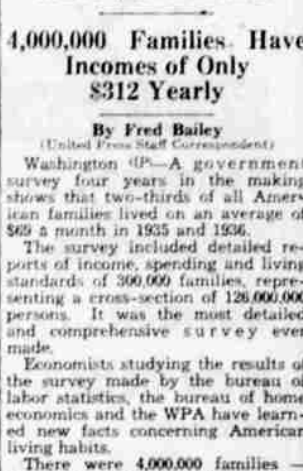 4,000,000 Families Have
Incomes of Only
$312 Yearly
By Fred Bailey
(United Press Staff Correspondent)
Washington (UP)—A government
survey four years in the making
shows that two-thirds of all Amer-
ican families lived on an average of
$69 a month in 1935 and 1936.
The survey included detailed re-
ports of income, spending and living
standards of 300,000 families, repre-
senting a cross-section of 126,000,000
persons. It was the most detailed
and comprehensive survey ever
made.
Economists studying the results of
the survey made by the bureau of
labor statistics, the bureau of home
economics and the WPA have learn-
ed new facts concerning American
living habits.
There were 4,000,000 families